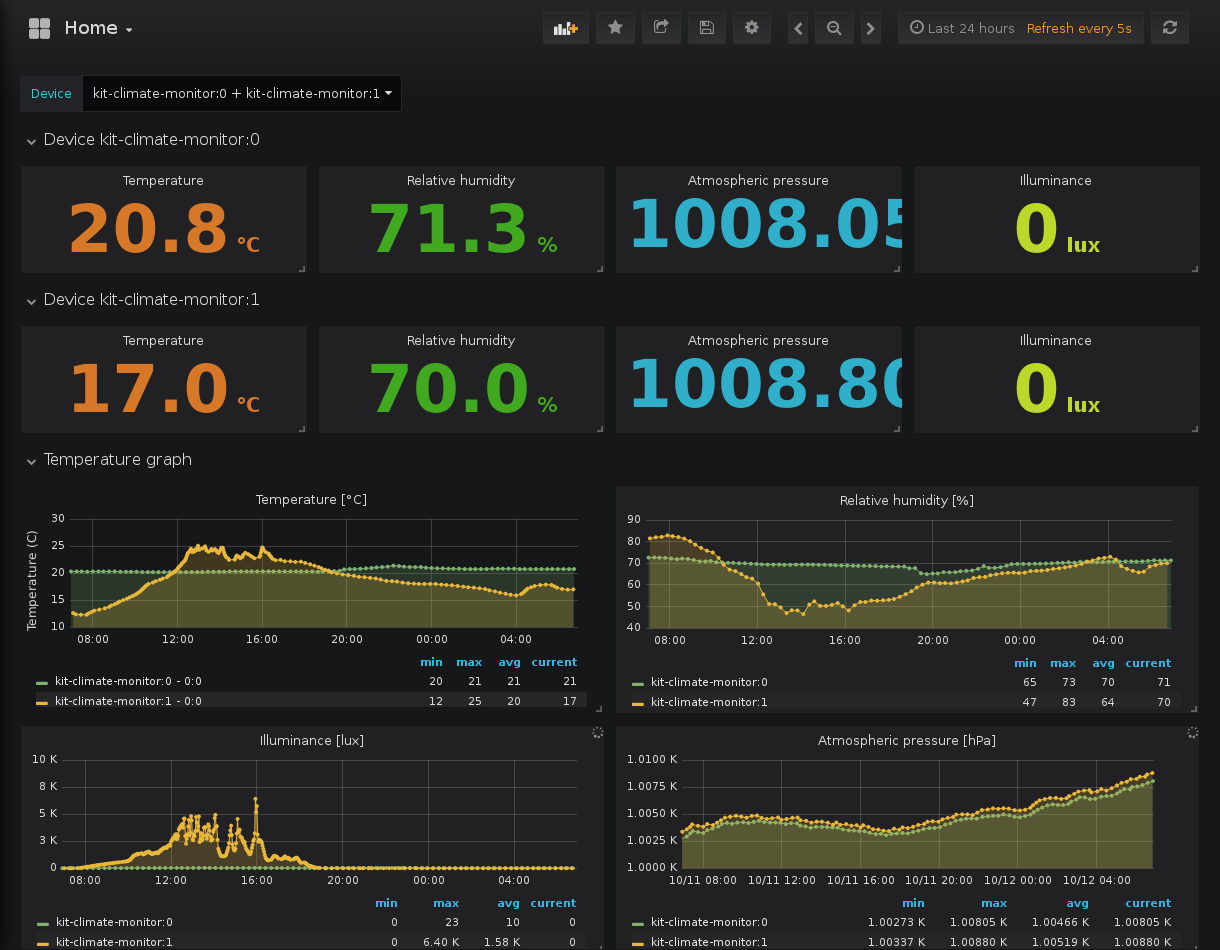 Home
Last 24 hours Refresh every 5s
Device kit-climate-monitor:0 + kit-climate-monitor:1
Device kit-climate-monitor:0
Temperature Relative humidity Atmospheric pressure Illuminance
20.8 °C 71.3 % 1008.05 0 lux
Device kit-climate-monitor:1
Temperature Relative humidity Atmospheric pressure Illuminance
17.0 °C 70.0 % 1008.80 0 lux
Temperature graph
Temperature [°C]
Temperature (C)
30
25
20
15
10
08:00 12:00 16:00 20:00 00:00 04:00
min max avg current
kit-climate-monitor:0 - 0:0 20 21 21 21
kit-climate-monitor:1 - 0:0 12 25 20 17
Relative humidity [%]
90
80
70
60
50
40
08:00 12:00 16:00 20:00 00:00 04:00
min max avg current
kit-climate-monitor:0 65 73 70 71
kit-climate-monitor:1 47 83 64 70
Illuminance [lux]
10 K
8 K
5 K
3 K
0
08:00 12:00 16:00 20:00 00:00 04:00
min max avg current
kit-climate-monitor:0 0 23 10 0
kit-climate-monitor:1 0 6.40 K 1.58 K 0
Atmospheric pressure [hPa]
1.0100 K
1.0075 K
1.0050 K
1.0025 K
1.0000 K
10/11 08:00 10/11 12:00 10/11 16:00 10/11 20:00 10/12 00:00 10/12 04:00
min max avg current
kit-climate-monitor:0 1.00273 K 1.00805 K 1.00466 K 1.00805 K
kit-climate-monitor:1 1.00337 K 1.00880 K 1.00519 K 1.00880 K